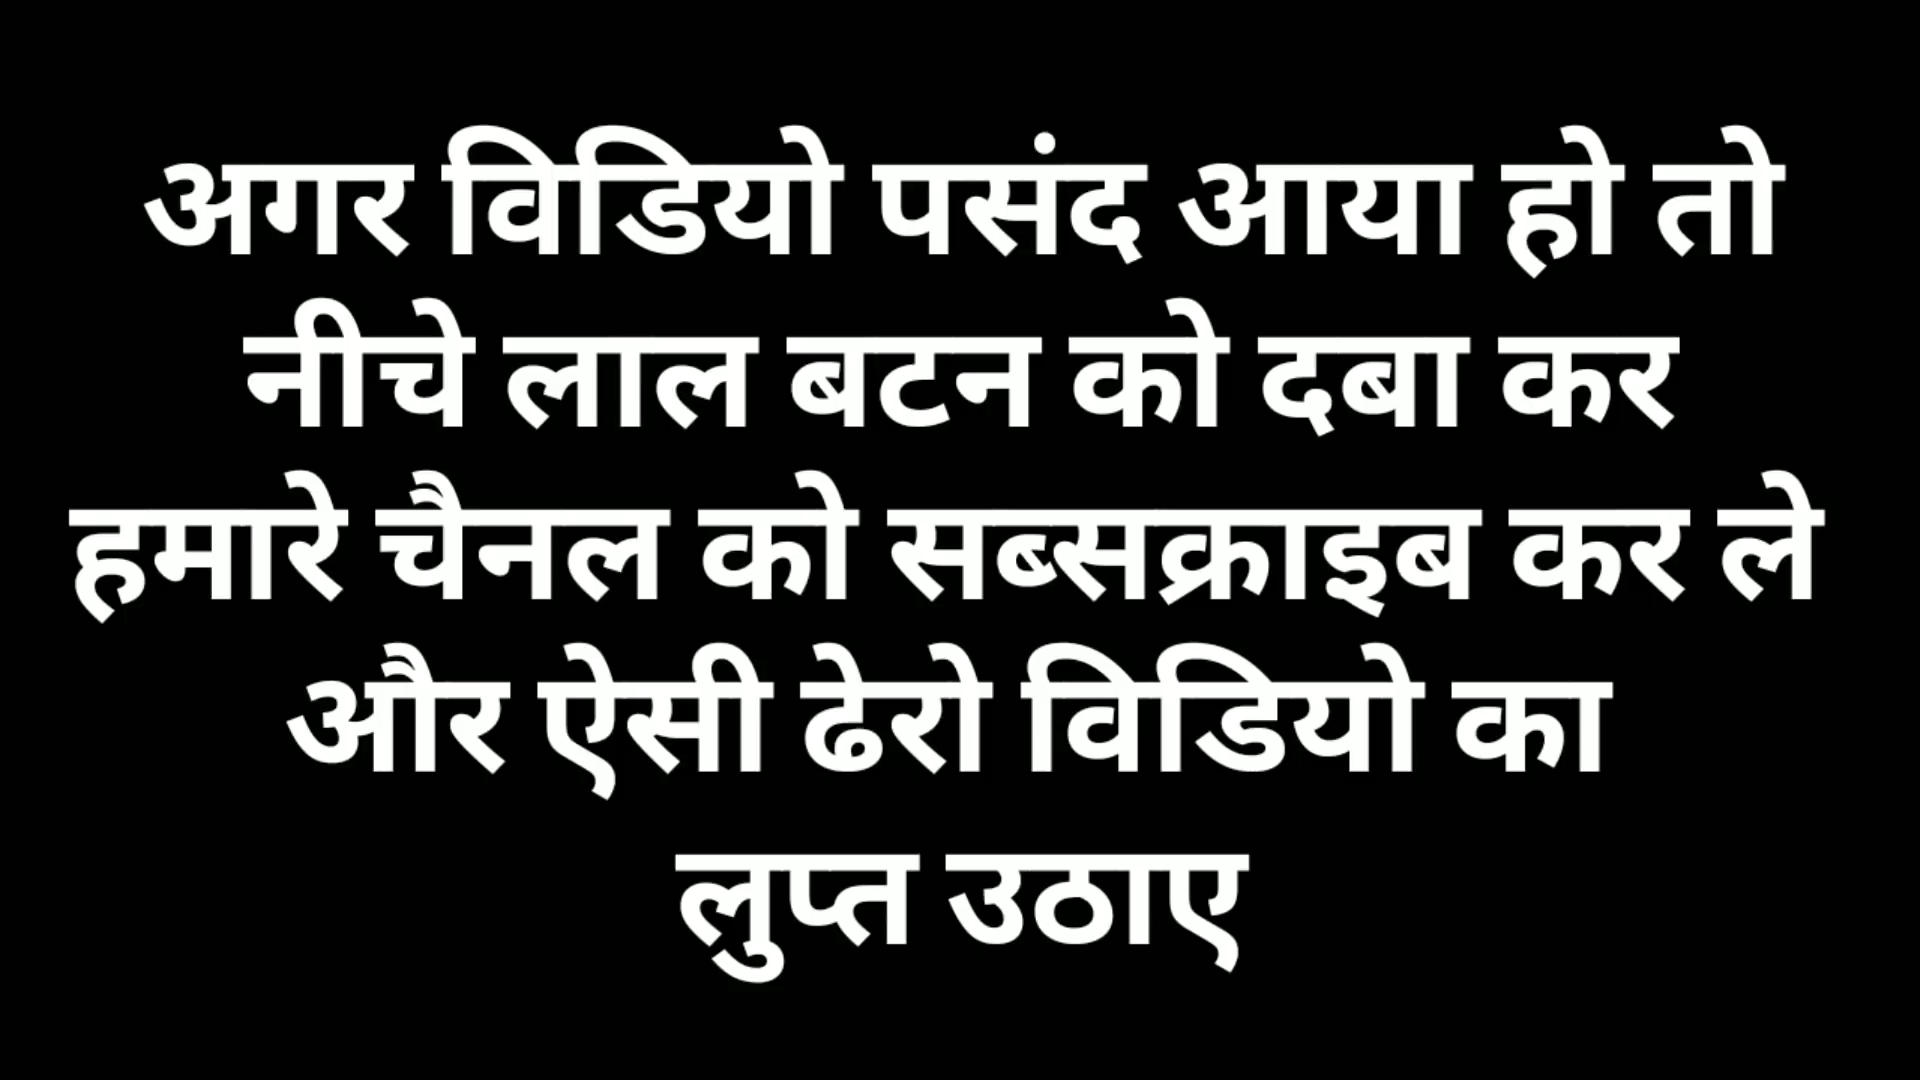 अगर विडियो पसंद आया हो तो
नीचे लाल बटन को दबा कर
हमारे चैनल को सब्सक्राइब कर ले
और ऐसी ढेरो विडियो का
लुप्त उठाए